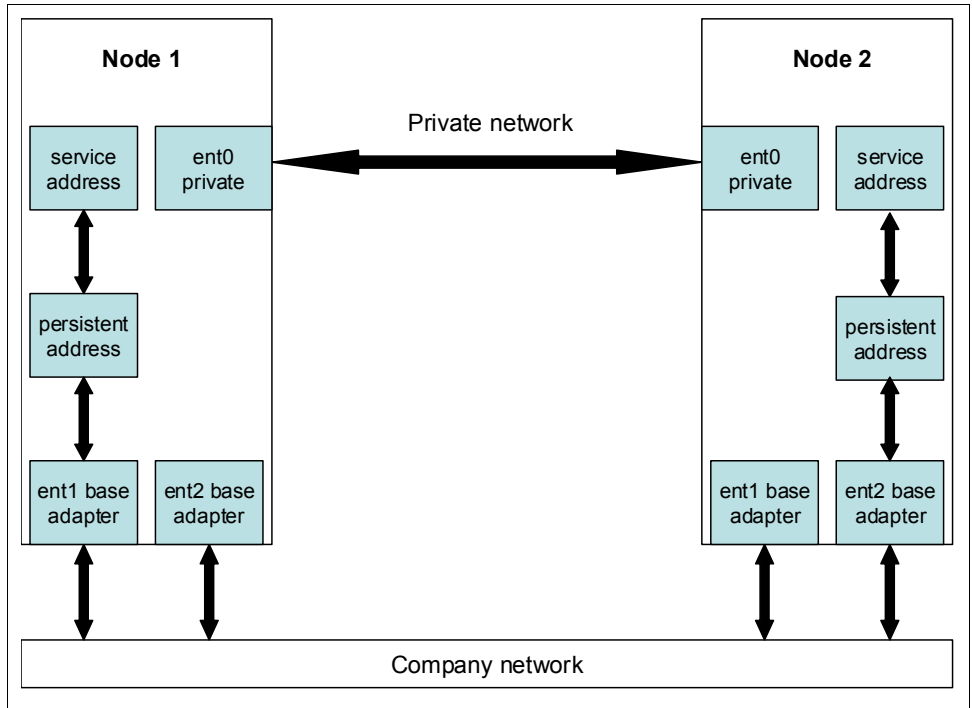 Node 1
Node 2
Private network
service
address
ent0
private
ent0
private
service
address
persistent
address
persistent
address
ent1 base
adapter
ent2 base
adapter
ent1 base
adapter
ent2 base
adapter
Company network